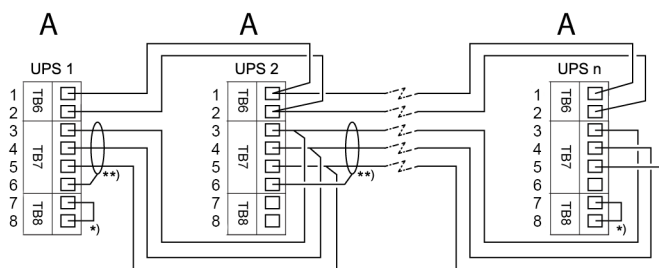 A A A
UPS 1 UPS 2 UPS n
1 TB6 1 TB6 1 TB6
2 2 2
3 3 3
4 TB7 4 TB7 4 TB7
5 5 5
6 **) 6 **) 6
7 TB8 7 TB8 7 TB8
8 *) 8 8 *)